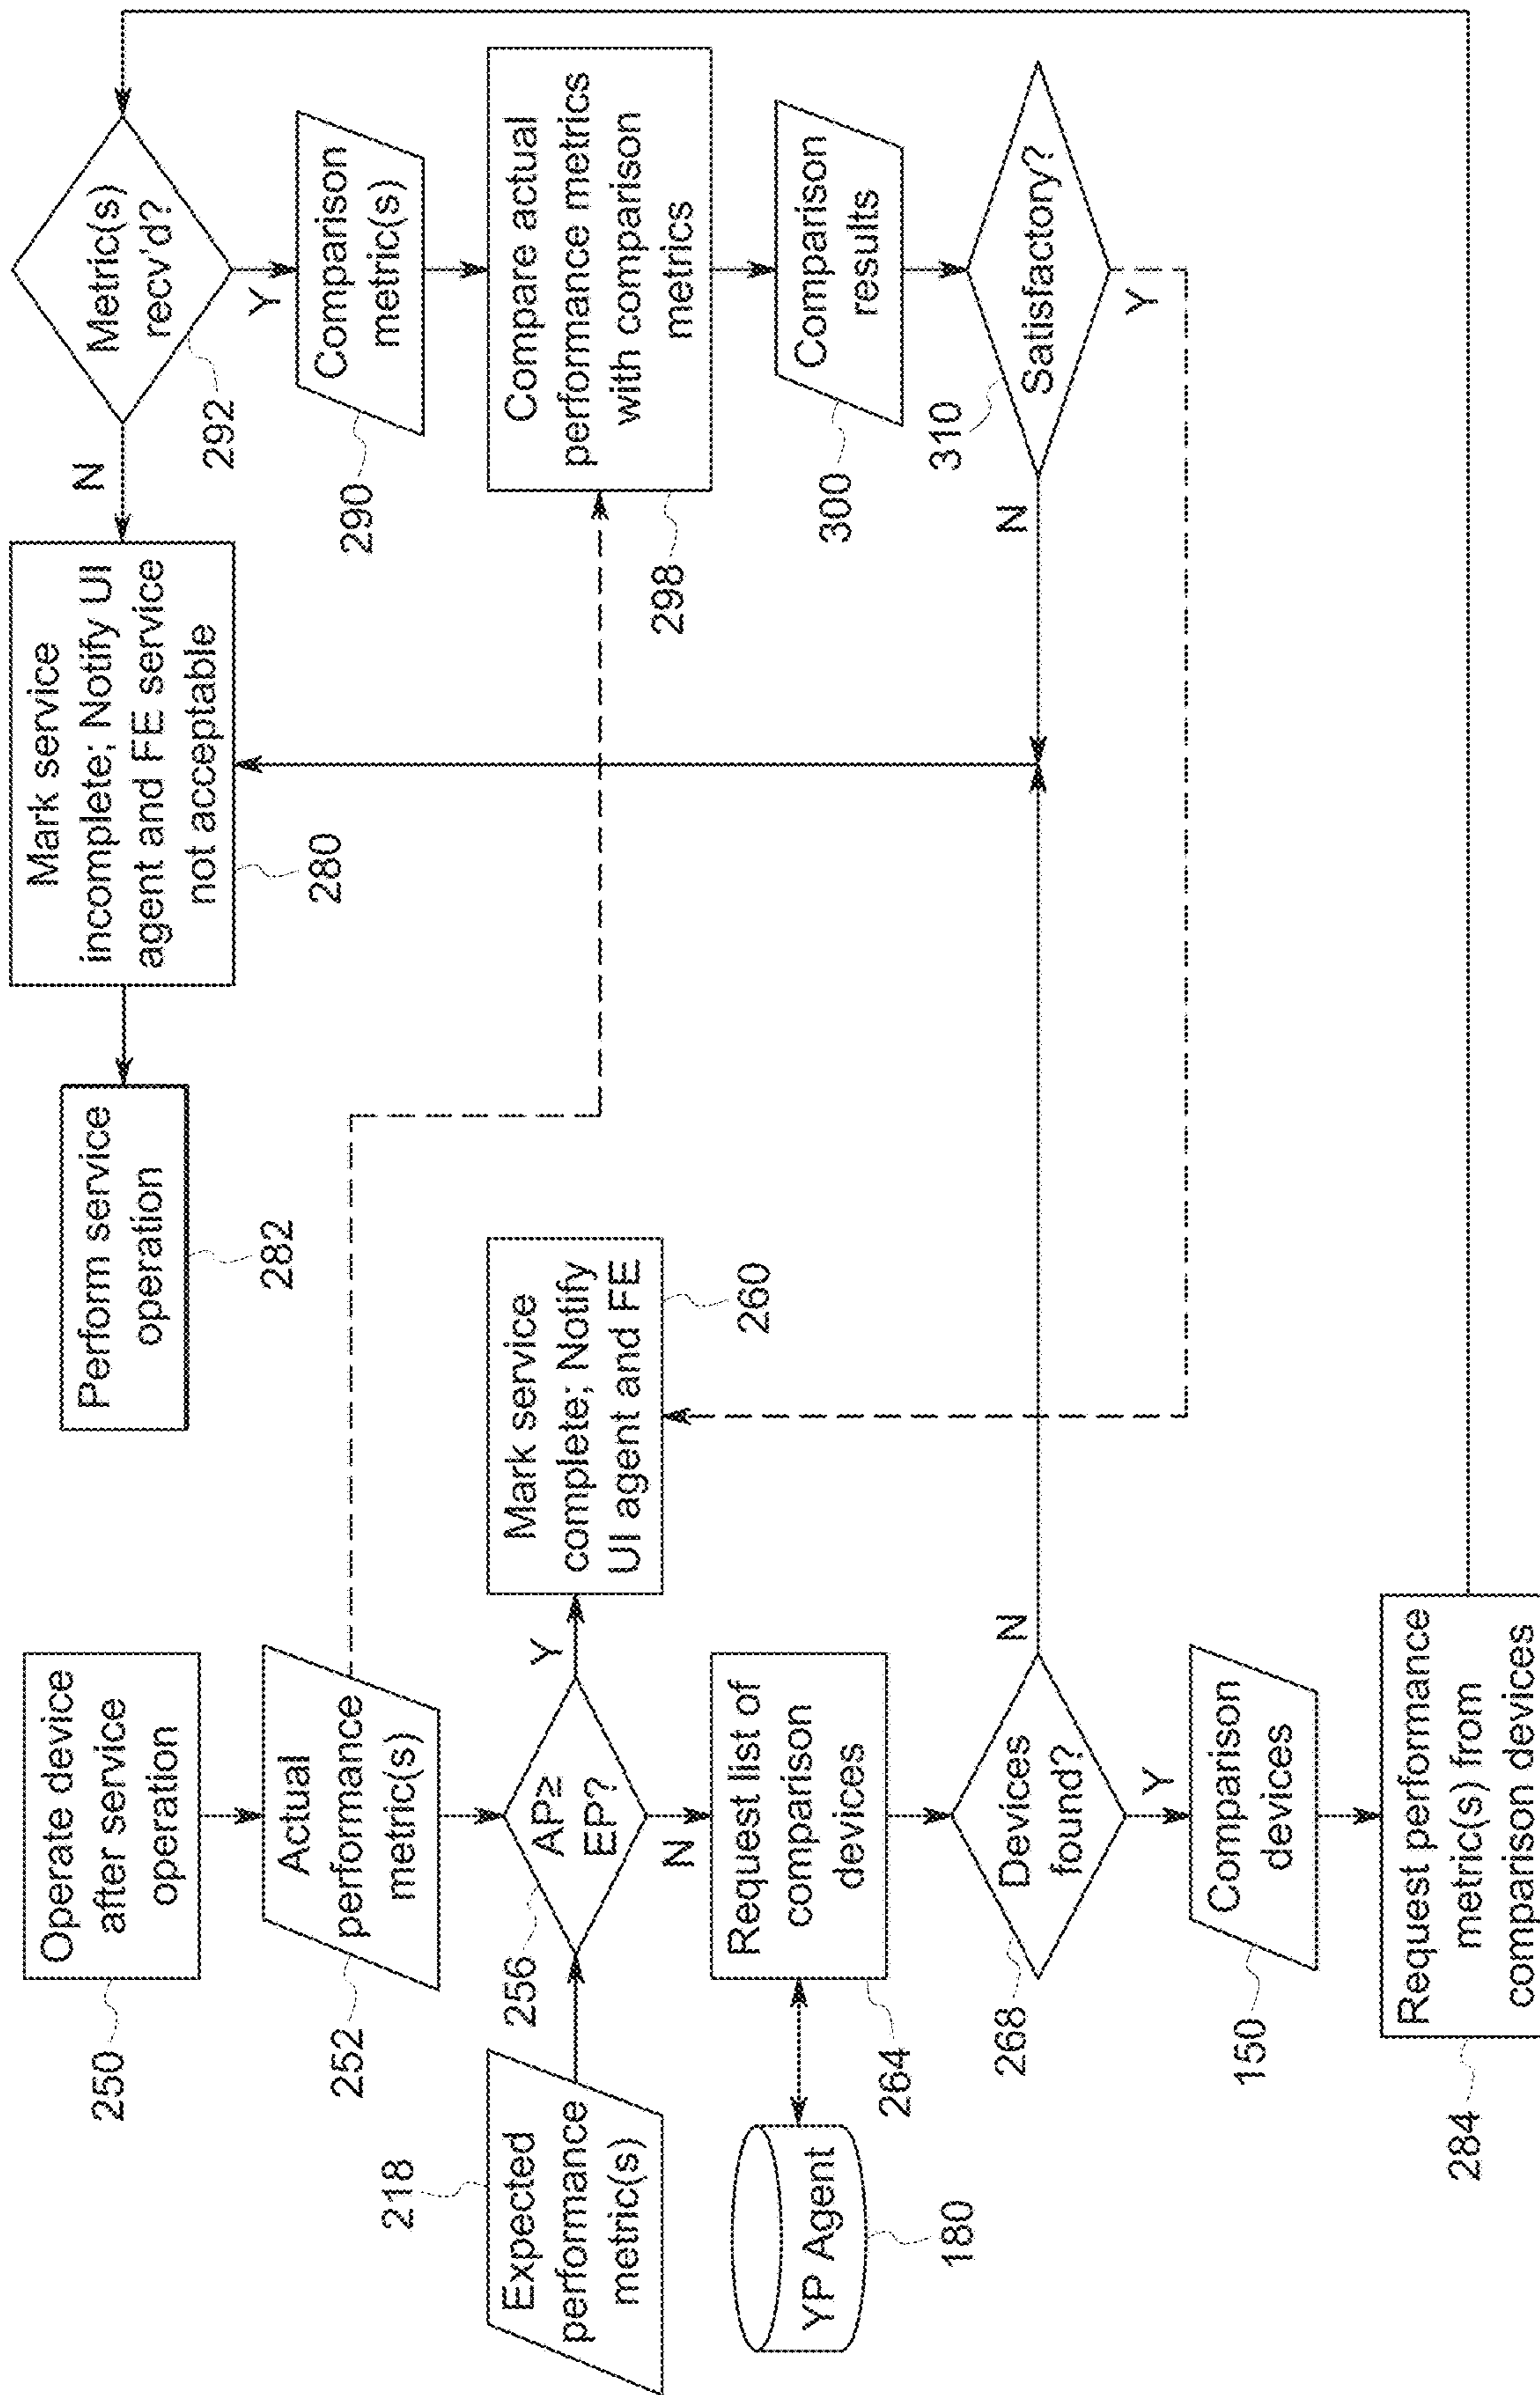 Operate device
after service
operation
250
Actual
performance
metric(s)
252
Expected
performance
metric(s)
218
AP≥
EP?
256
Y
N
Mark service
complete; Notify
UI agent and FE
260
Request list of
comparison
devices
264
YP Agent
180
Devices
found?
268
N
Y
Comparison
devices
150
Request performance
metric(s) from
comparison devices
284
Perform service
operation
282
Mark service
incomplete; Notify UI
agent and FE service
not acceptable
280
Metric(s)
recv'd?
292
N
Y
Comparison
metric(s)
290
Compare actual
performance metrics
with comparison
metrics
298
Comparison
results
300
Satisfactory?
310
N
Y